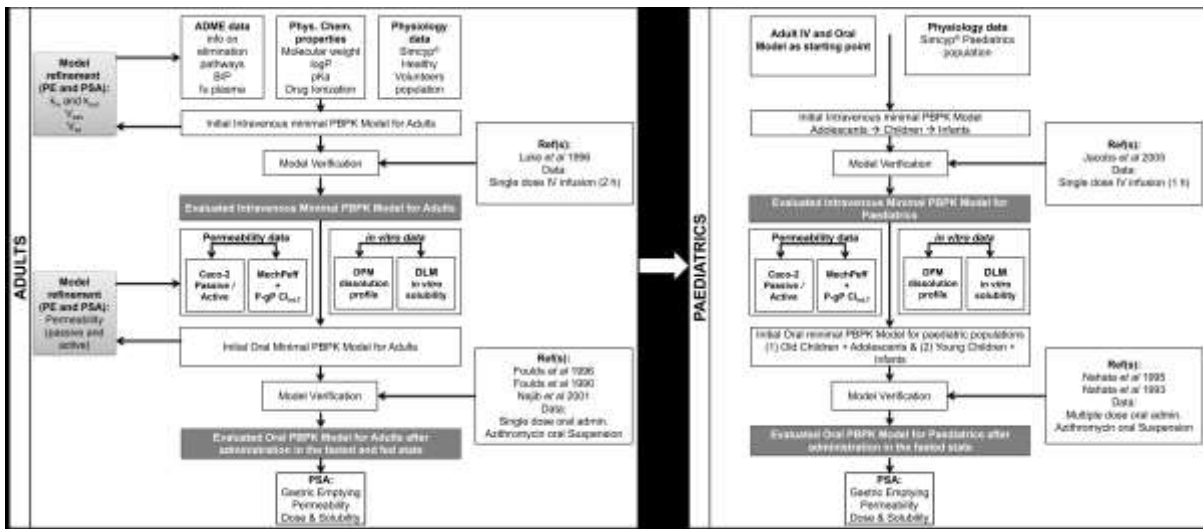 ADULTS
ADME data
info on
elimination
pathways
B/P
fu plasma
Phys. Chem.
properties
Molecular weight
logP
pKa
Drug Ionization
Physiology
data
Simcyp®
Healthy
Volunteers
population
Model
refinement
(PE and PSA):
Initial Intravenous minimal PBPK Model for Adults
Model Verification
Ref(s):
Luke et al 1996
Data:
Single dose IV infusion (2 h)
Evaluated Intravenous Minimal PBPK Model for Adults
Permeability data
Caco-2
Passive /
Active
MechPeff
+
P-gP
in vitro data
DPM
dissolution
profile
DLM
in vitro
solubility
Model
refinement
(PE and PSA):
Permeability
(passive and
active)
Initial Oral Minimal PBPK Model for Adults
Model Verification
Ref(s):
Foulds et al 1996
Foulds et al 1990
Najib et al 2001
Data:
Single dose oral admin.
Azithromycin oral Suspension
Evaluated Oral PBPK Model for Adults after
administration in the fasted and fed state
PSA:
Gastric Emptying
Permeability
Dose & Solubility
PAEDIATRICS
Adult IV and Oral
Model as starting point
Physiology data
Simcyp® Paediatrics
population
Initial Intravenous minimal PBPK Model
Adolescents → Children → Infants
Model Verification
Ref(s):
Jacobs et al 2005
Data:
Single dose IV infusion (1 h)
Evaluated Intravenous Minimal PBPK Model for
Paediatrics
Permeability data
Caco-2
Passive /
Active
MechPeff
+
P-gP
in vitro data
DPM
dissolution
profile
DLM
in vitro
solubility
Initial Oral minimal PBPK Model for paediatric populations
(1) Old Children + Adolescents & (2) Young Children +
Infants
Model Verification
Ref(s):
Nahata et al 1995
Nahata et al 1993
Data:
Multiple dose oral admin.
Azithromycin oral Suspension
Evaluated Oral PBPK Model for Paediatrics after
administration in the fasted state
PSA:
Gastric Emptying
Permeability
Dose & Solubility